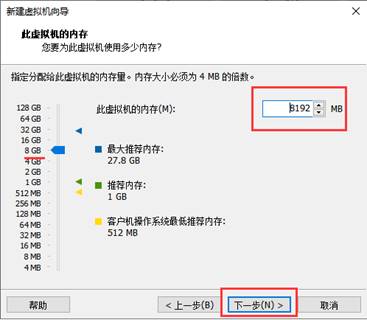 新建虚拟机向导
此虚拟机的内存
您要为此虚拟机使用多少内存?
指定分配给此虚拟机的内存量。内存大小必须为 4 MB 的倍数。
128 GB
64 GB
32 GB
16 GB
8 GB
4 GB
2 GB
1 GB
512 MB
256 MB
128 MB
64 MB
32 MB
16 MB
8 MB
4 MB
此虚拟机的内存(M):
8192
MB
最大推荐内存:
27.8 GB
推荐内存:
1 GB
客户机操作系统最低推荐内存:
512 MB
帮助
< 上一步(B)
下一步(N) >
取消